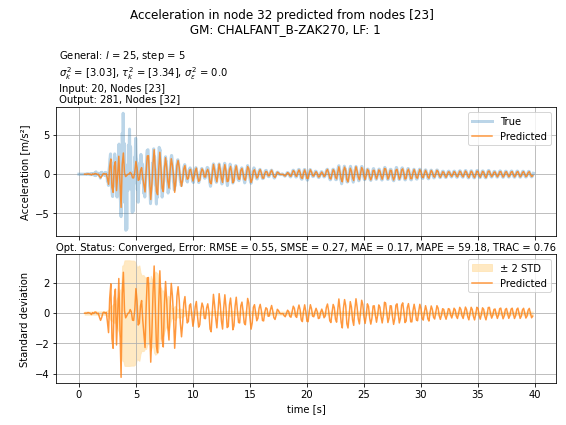 Acceleration in node 32 predicted from nodes [23]
GM: CHALFANT_B-ZAK270, LF: 1
General: l = 25, step = 5
σ²ₖ = [3.03], τ²ₖ = [3.34], σ²ε = 0.0
Input: 20, Nodes [23]
Output: 281, Nodes [32]
True
Predicted
5
0
−5
Acceleration [m/s²]
Opt. Status: Converged, Error: RMSE = 0.55, SMSE = 0.27, MAE = 0.17, MAPE = 59.18, TRAC = 0.76
± 2 STD
Predicted
2
0
−2
−4
Standard deviation
0 5 10 15 20 25 30 35 40
time [s]